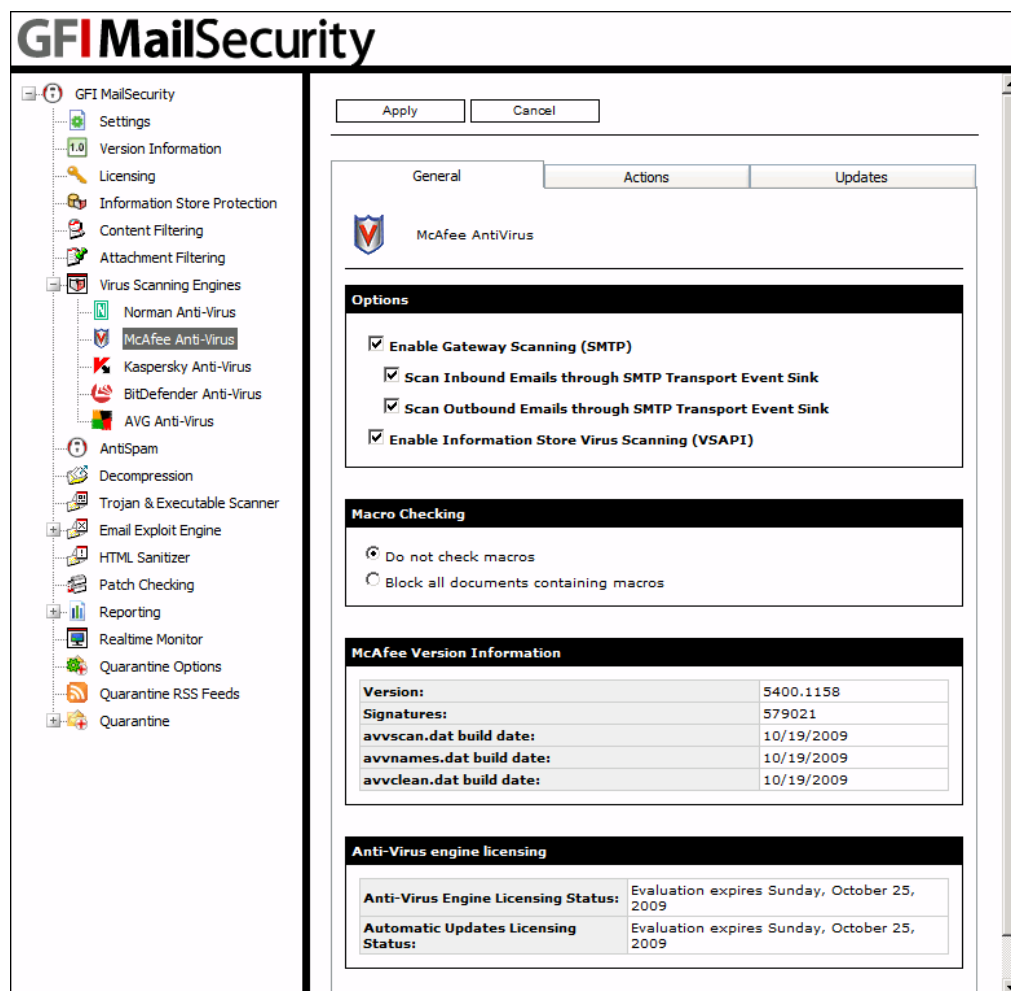 GFI MailSecurity
GFI MailSecurity
Settings
1.0
Version Information
Licensing
Information Store Protection
Content Filtering
Attachment Filtering
Virus Scanning Engines
Norman Anti-Virus
McAfee Anti-Virus
Kaspersky Anti-Virus
BitDefender Anti-Virus
AVG Anti-Virus
AntiSpam
Decompression
Trojan & Executable Scanner
Email Exploit Engine
HTML Sanitizer
Patch Checking
Reporting
Realtime Monitor
Quarantine Options
Quarantine RSS Feeds
Quarantine
Apply Cancel
General Actions Updates
McAfee AntiVirus
Options
Enable Gateway Scanning (SMTP)
Scan Inbound Emails through SMTP Transport Event Sink
Scan Outbound Emails through SMTP Transport Event Sink
Enable Information Store Virus Scanning (VSAPI)
Macro Checking
Do not check macros
Block all documents containing macros
McAfee Version Information
Version: 5400.1158
Signatures: 579021
avvscan.dat build date: 10/19/2009
avvnames.dat build date: 10/19/2009
avvclean.dat build date: 10/19/2009
Anti-Virus engine licensing
Anti-Virus Engine Licensing Status: Evaluation expires Sunday, October 25,
2009
Automatic Updates Licensing Evaluation expires Sunday, October 25,
Status: 2009